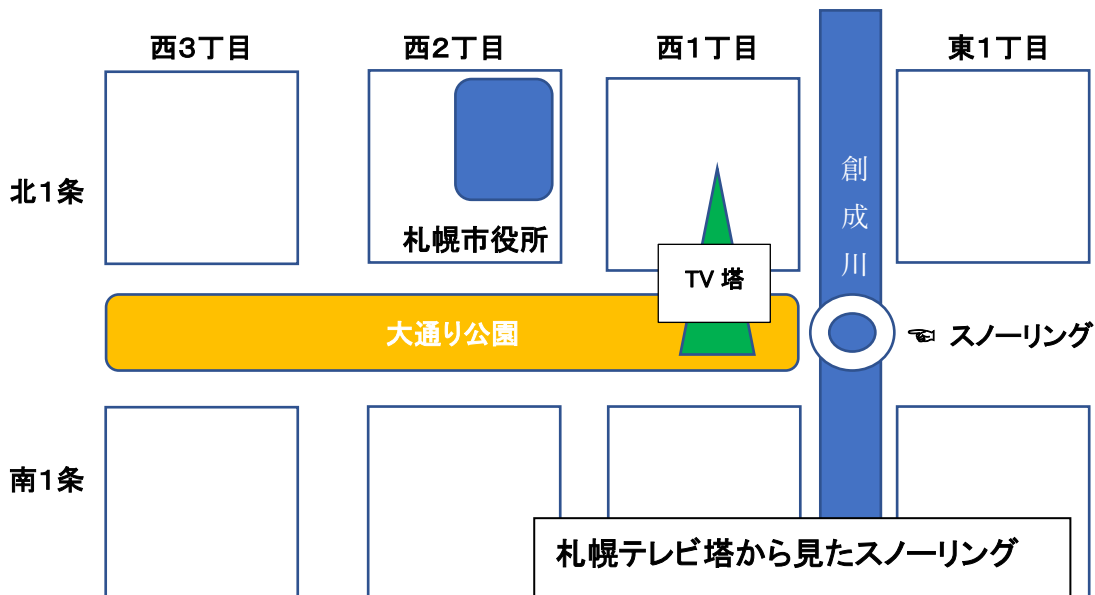 西3丁目
西2丁目
西1丁目
東1丁目
北1条
創成川
札幌市役所
TV 塔
大通り公園
☜ スノーリング
南1条
札幌テレビ塔から見たスノーリング